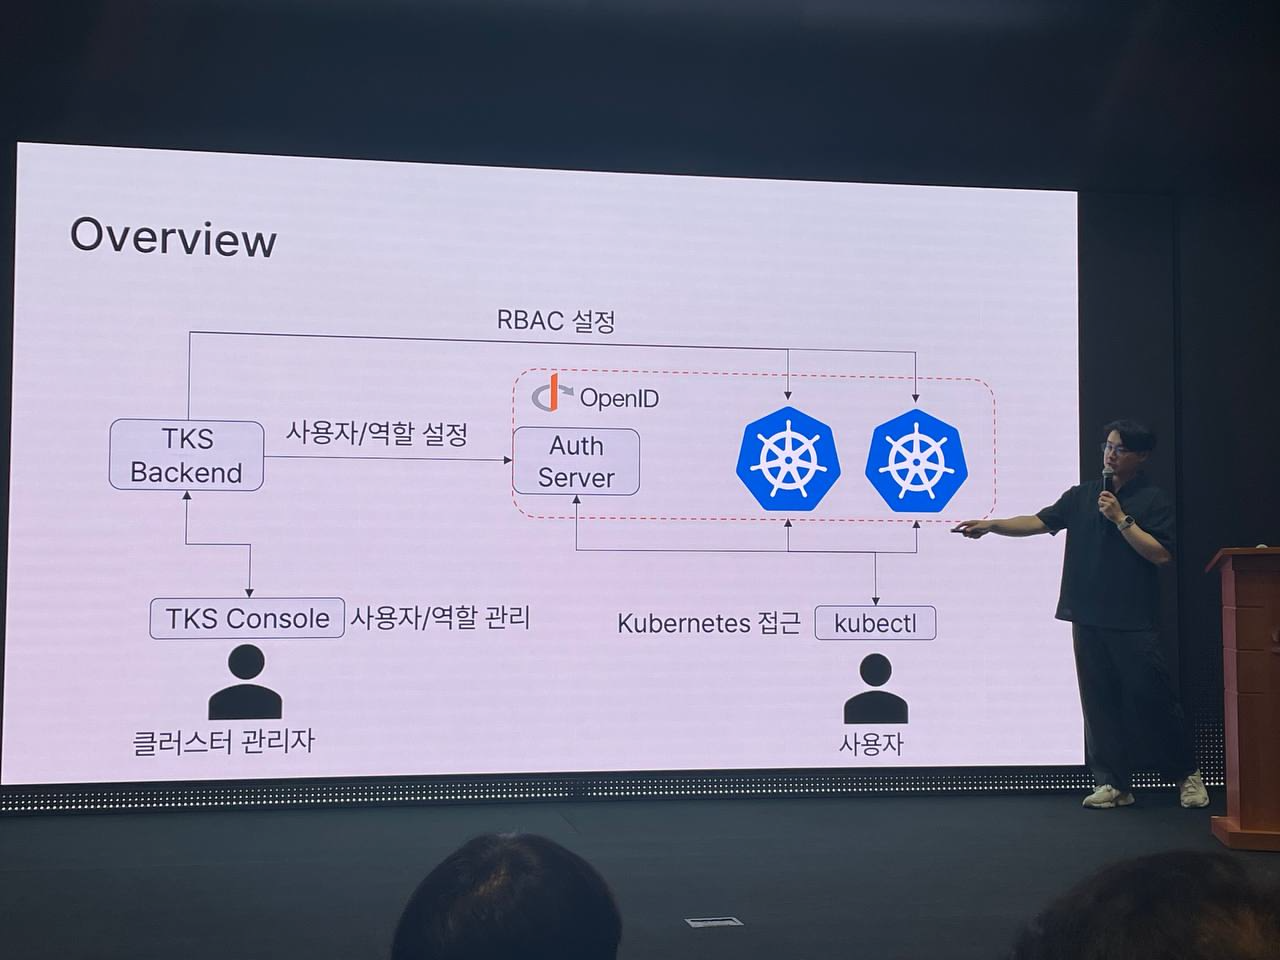 Overview
RBAC 설정
OpenID
TKS
Backend
사용자/역할 설정
Auth
Server
TKS Console
사용자/역할 관리
Kubernetes 접근
kubectl
클러스터 관리자
사용자